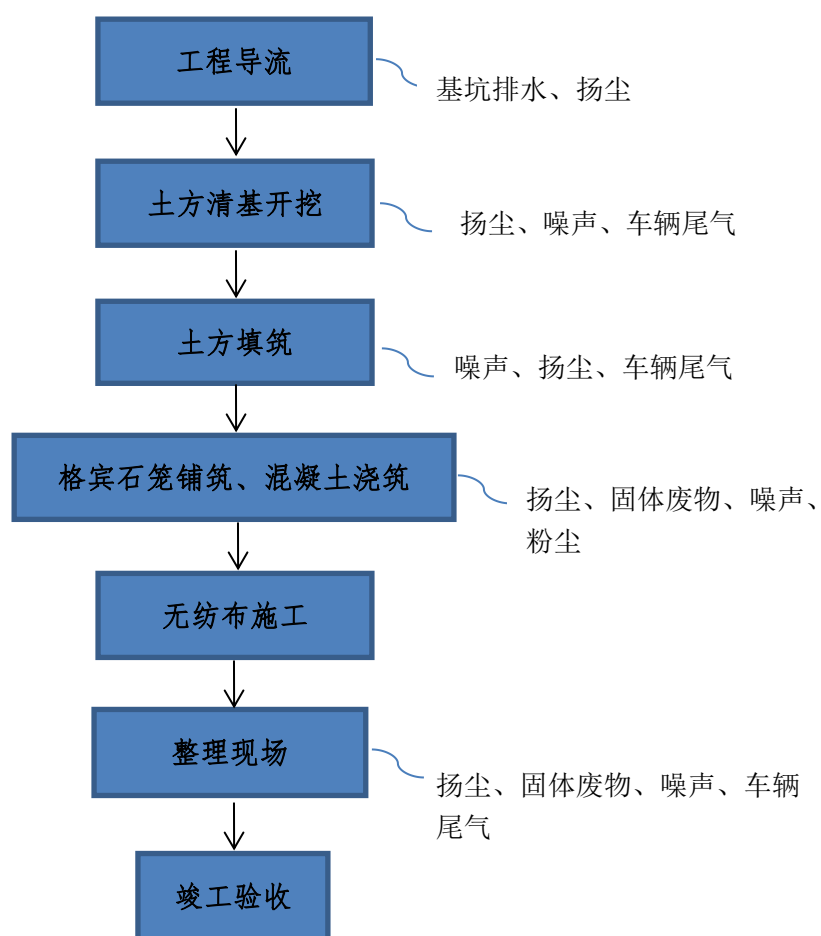 工程导流
基坑排水、扬尘
土方清基开挖
扬尘、噪声、车辆尾气
土方填筑
噪声、扬尘、车辆尾气
格宾石笼铺筑、混凝土浇筑
扬尘、固体废物、噪声、
粉尘
无纺布施工
整理现场
扬尘、固体废物、噪声、车辆
尾气
竣工验收